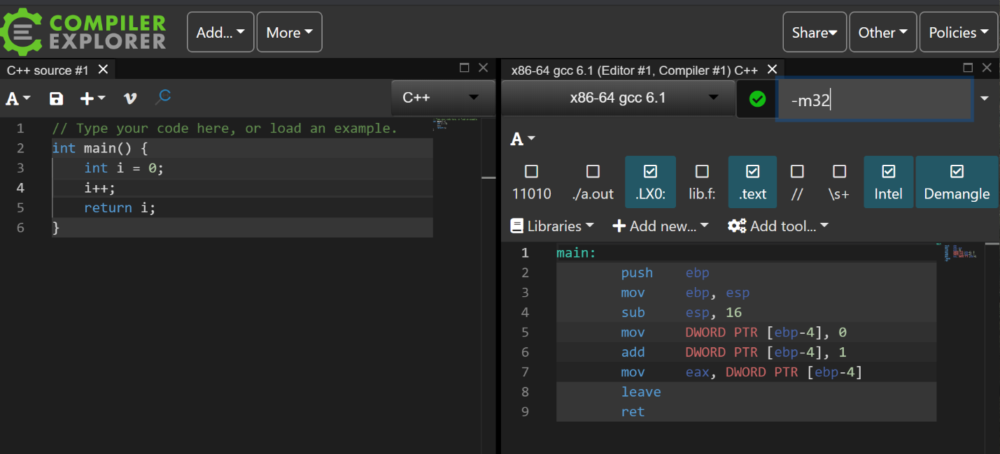 COMPILER
EXPLORER
Add...
More
Share
Other
Policies
C++ source #1
A
C++
1 // Type your code here, or load an example.
2 int main() {
3 int i = 0;
4 i++;
5 return i;
6 }
x86-64 gcc 6.1 (Editor #1, Compiler #1) C++
x86-64 gcc 6.1
-m32
A
11010
./a.out
.LX0:
lib.f:
.text
//
\s+
Intel
Demangle
Libraries
Add new...
Add tool...
1 main:
2 push ebp
3 mov ebp, esp
4 sub esp, 16
5 mov DWORD PTR [ebp-4], 0
6 add DWORD PTR [ebp-4], 1
7 mov eax, DWORD PTR [ebp-4]
8 leave
9 ret